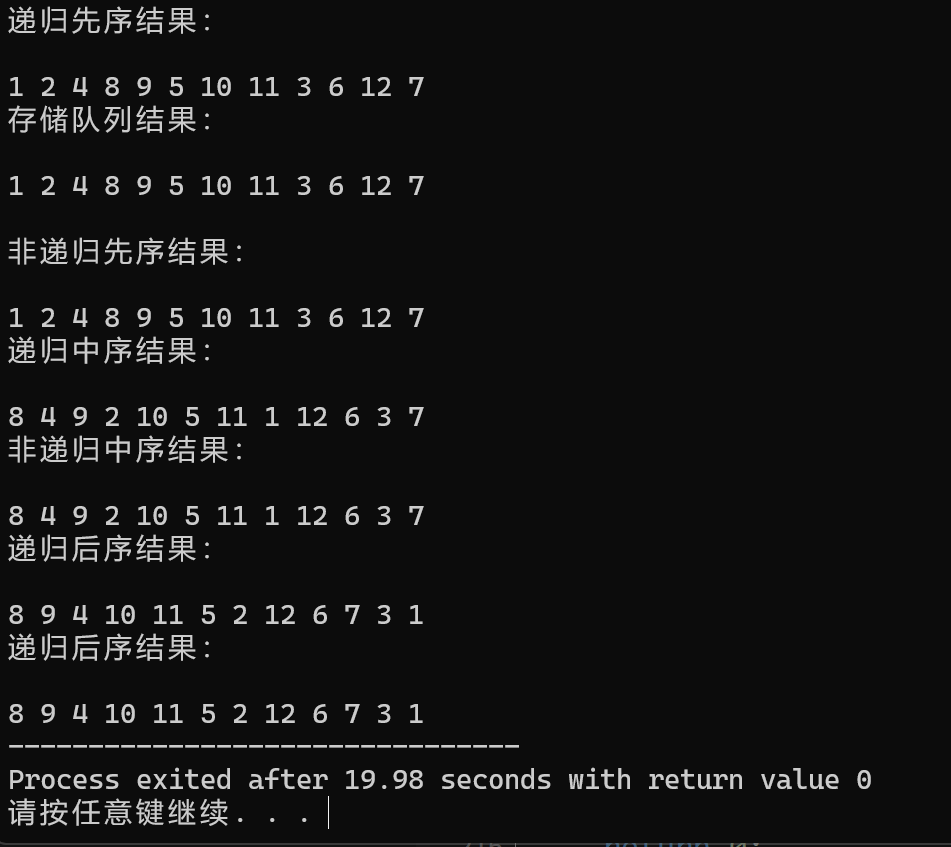 递归先序结果:
1 2 4 8 9 5 10 11 3 6 12 7
存储队列结果:
1 2 4 8 9 5 10 11 3 6 12 7
非递归先序结果:
1 2 4 8 9 5 10 11 3 6 12 7
递归中序结果:
8 4 9 2 10 5 11 1 12 6 3 7
非递归中序结果:
8 4 9 2 10 5 11 1 12 6 3 7
递归后序结果:
8 9 4 10 11 5 2 12 6 7 3 1
递归后序结果:
8 9 4 10 11 5 2 12 6 7 3 1
--------------------------------
Process exited after 19.98 seconds with return value 0
请按任意键继续. . .